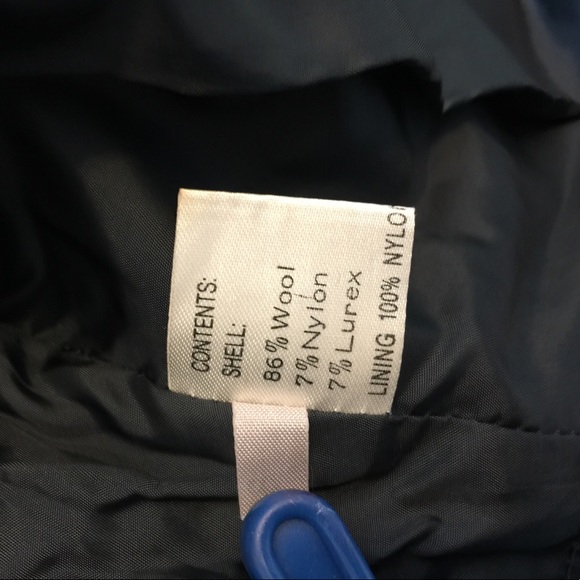 CONTENTS:
SHELL:
86% Wool
7% Nylon
7% Lurex
LINING 100% NYLO